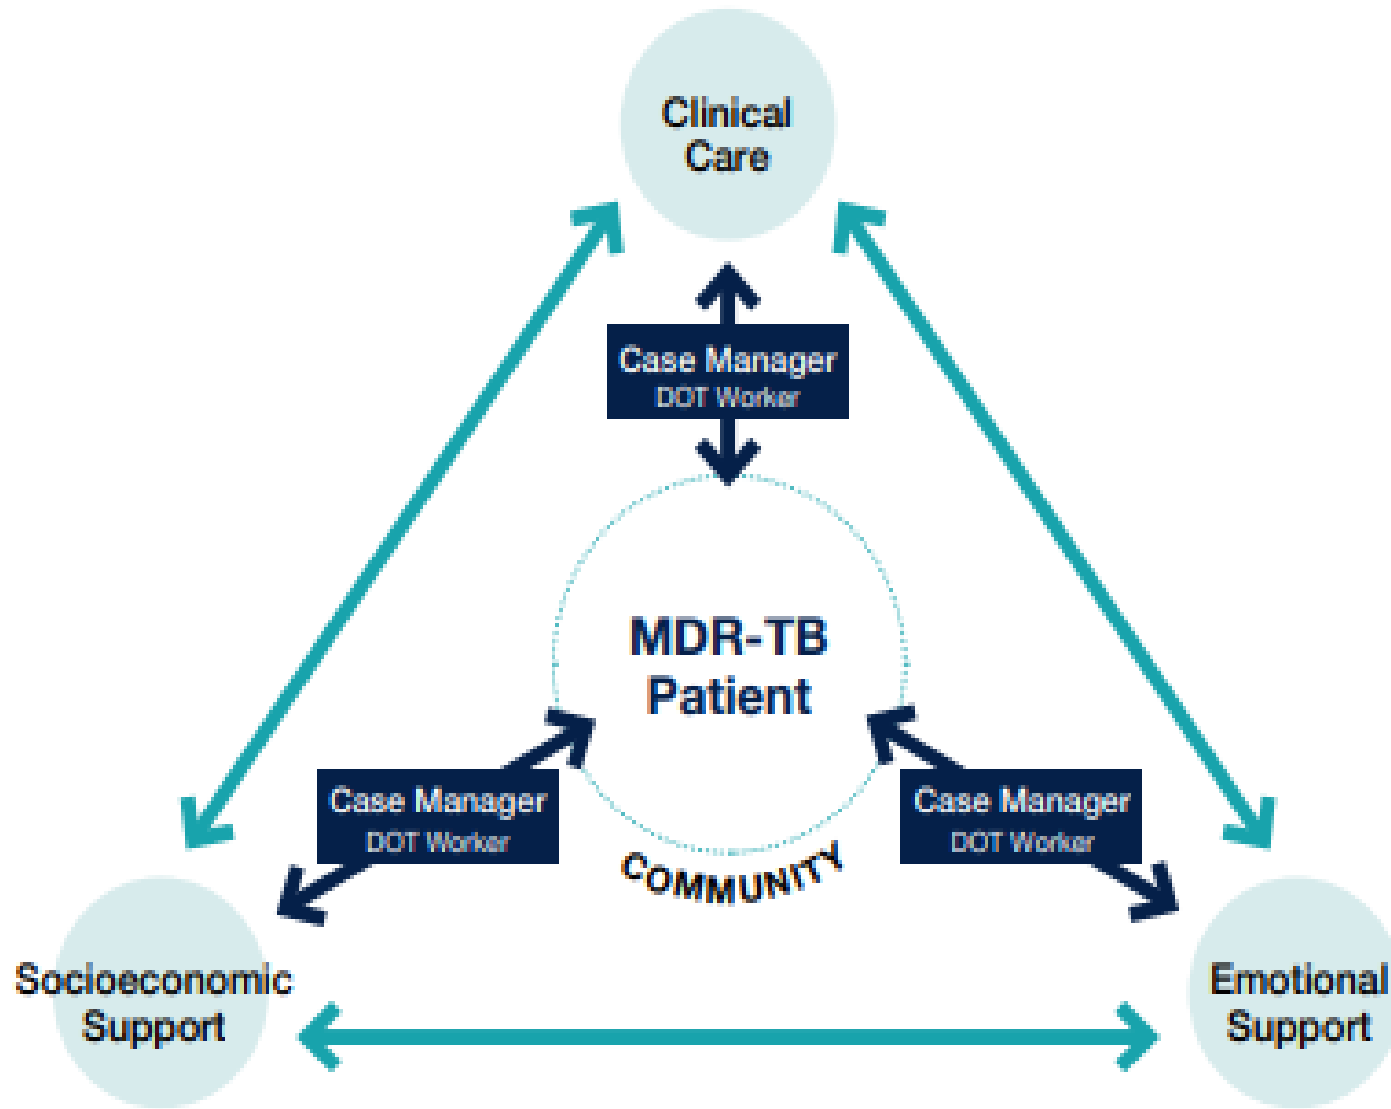 Clinical
Care
Case Manager
DOT Worker
MDR-TB
Patient
Case Manager
DOT Worker
Case Manager
DOT Worker
COMMUNITY
Socioeconomic
Support
Emotional
Support